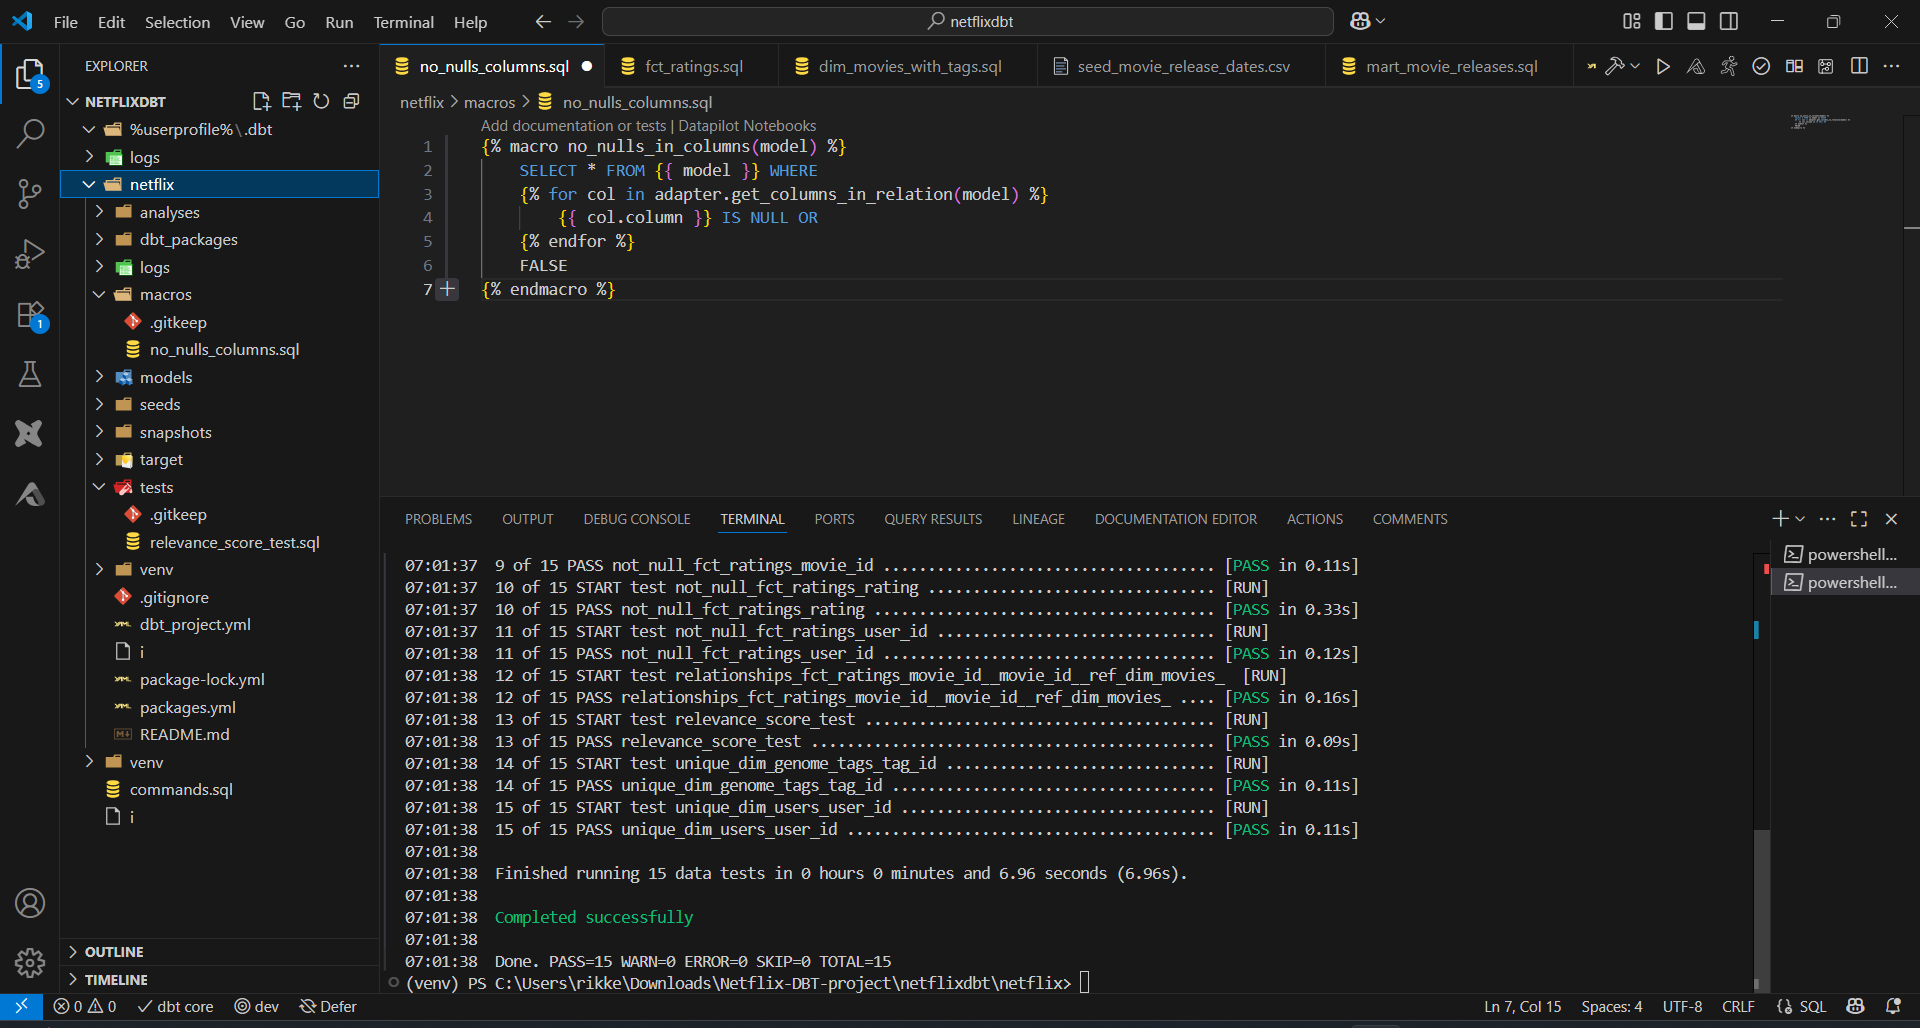 File Edit Selection View Go Run Terminal Help
netflixdbt
EXPLORER
NETFLIXDBT
%userprofile%\.dbt
logs
netflix
analyses
dbt_packages
logs
macros
.gitkeep
no_nulls_columns.sql
models
seeds
snapshots
target
tests
.gitkeep
relevance_score_test.sql
venv
.gitignore
dbt_project.yml
i
package-lock.yml
packages.yml
README.md
venv
commands.sql
i
OUTLINE
TIMELINE
5
1
no_nulls_columns.sql fct_ratings.sql dim_movies_with_tags.sql seed_movie_release_dates.csv mart_movie_releases.sql
netflix > macros > no_nulls_columns.sql
Add documentation or tests | Datapilot Notebooks
1 {% macro no_nulls_in_columns(model) %}
2 SELECT * FROM {{ model }} WHERE
3 {% for col in adapter.get_columns_in_relation(model) %}
4 {{ col.column }} IS NULL OR
5 {% endfor %}
6 FALSE
7 {% endmacro %}
PROBLEMS OUTPUT DEBUG CONSOLE TERMINAL PORTS QUERY RESULTS LINEAGE DOCUMENTATION EDITOR ACTIONS COMMENTS
powershell...
powershell...
07:01:37 9 of 15 PASS not_null_fct_ratings_movie_id ..................................... [PASS in 0.11s]
07:01:37 10 of 15 START test not_null_fct_ratings_rating ................................ [RUN]
07:01:37 10 of 15 PASS not_null_fct_ratings_rating ...................................... [PASS in 0.33s]
07:01:37 11 of 15 START test not_null_fct_ratings_user_id ............................... [RUN]
07:01:38 11 of 15 PASS not_null_fct_ratings_user_id ..................................... [PASS in 0.12s]
07:01:38 12 of 15 START test relationships_fct_ratings_movie_id__movie_id__ref_dim_movies_ [RUN]
07:01:38 12 of 15 PASS relationships_fct_ratings_movie_id__movie_id__ref_dim_movies_ .... [PASS in 0.16s]
07:01:38 13 of 15 START test relevance_score_test ....................................... [RUN]
07:01:38 13 of 15 PASS relevance_score_test ............................................. [PASS in 0.09s]
07:01:38 14 of 15 START test unique_dim_genome_tags_tag_id .............................. [RUN]
07:01:38 14 of 15 PASS unique_dim_genome_tags_tag_id .................................... [PASS in 0.11s]
07:01:38 15 of 15 START test unique_dim_users_user_id ................................... [RUN]
07:01:38 15 of 15 PASS unique_dim_users_user_id ......................................... [PASS in 0.11s]
07:01:38
07:01:38 Finished running 15 data tests in 0 hours 0 minutes and 6.96 seconds (6.96s).
07:01:38
07:01:38 Completed successfully
07:01:38
07:01:38 Done. PASS=15 WARN=0 ERROR=0 SKIP=0 TOTAL=15
(venv) PS C:\Users\rikke\Downloads\Netflix-DBT-project\netflixdbt\netflix>
0 0 dbt core dev Defer Ln 7, Col 15 Spaces: 4 UTF-8 CRLF SQL